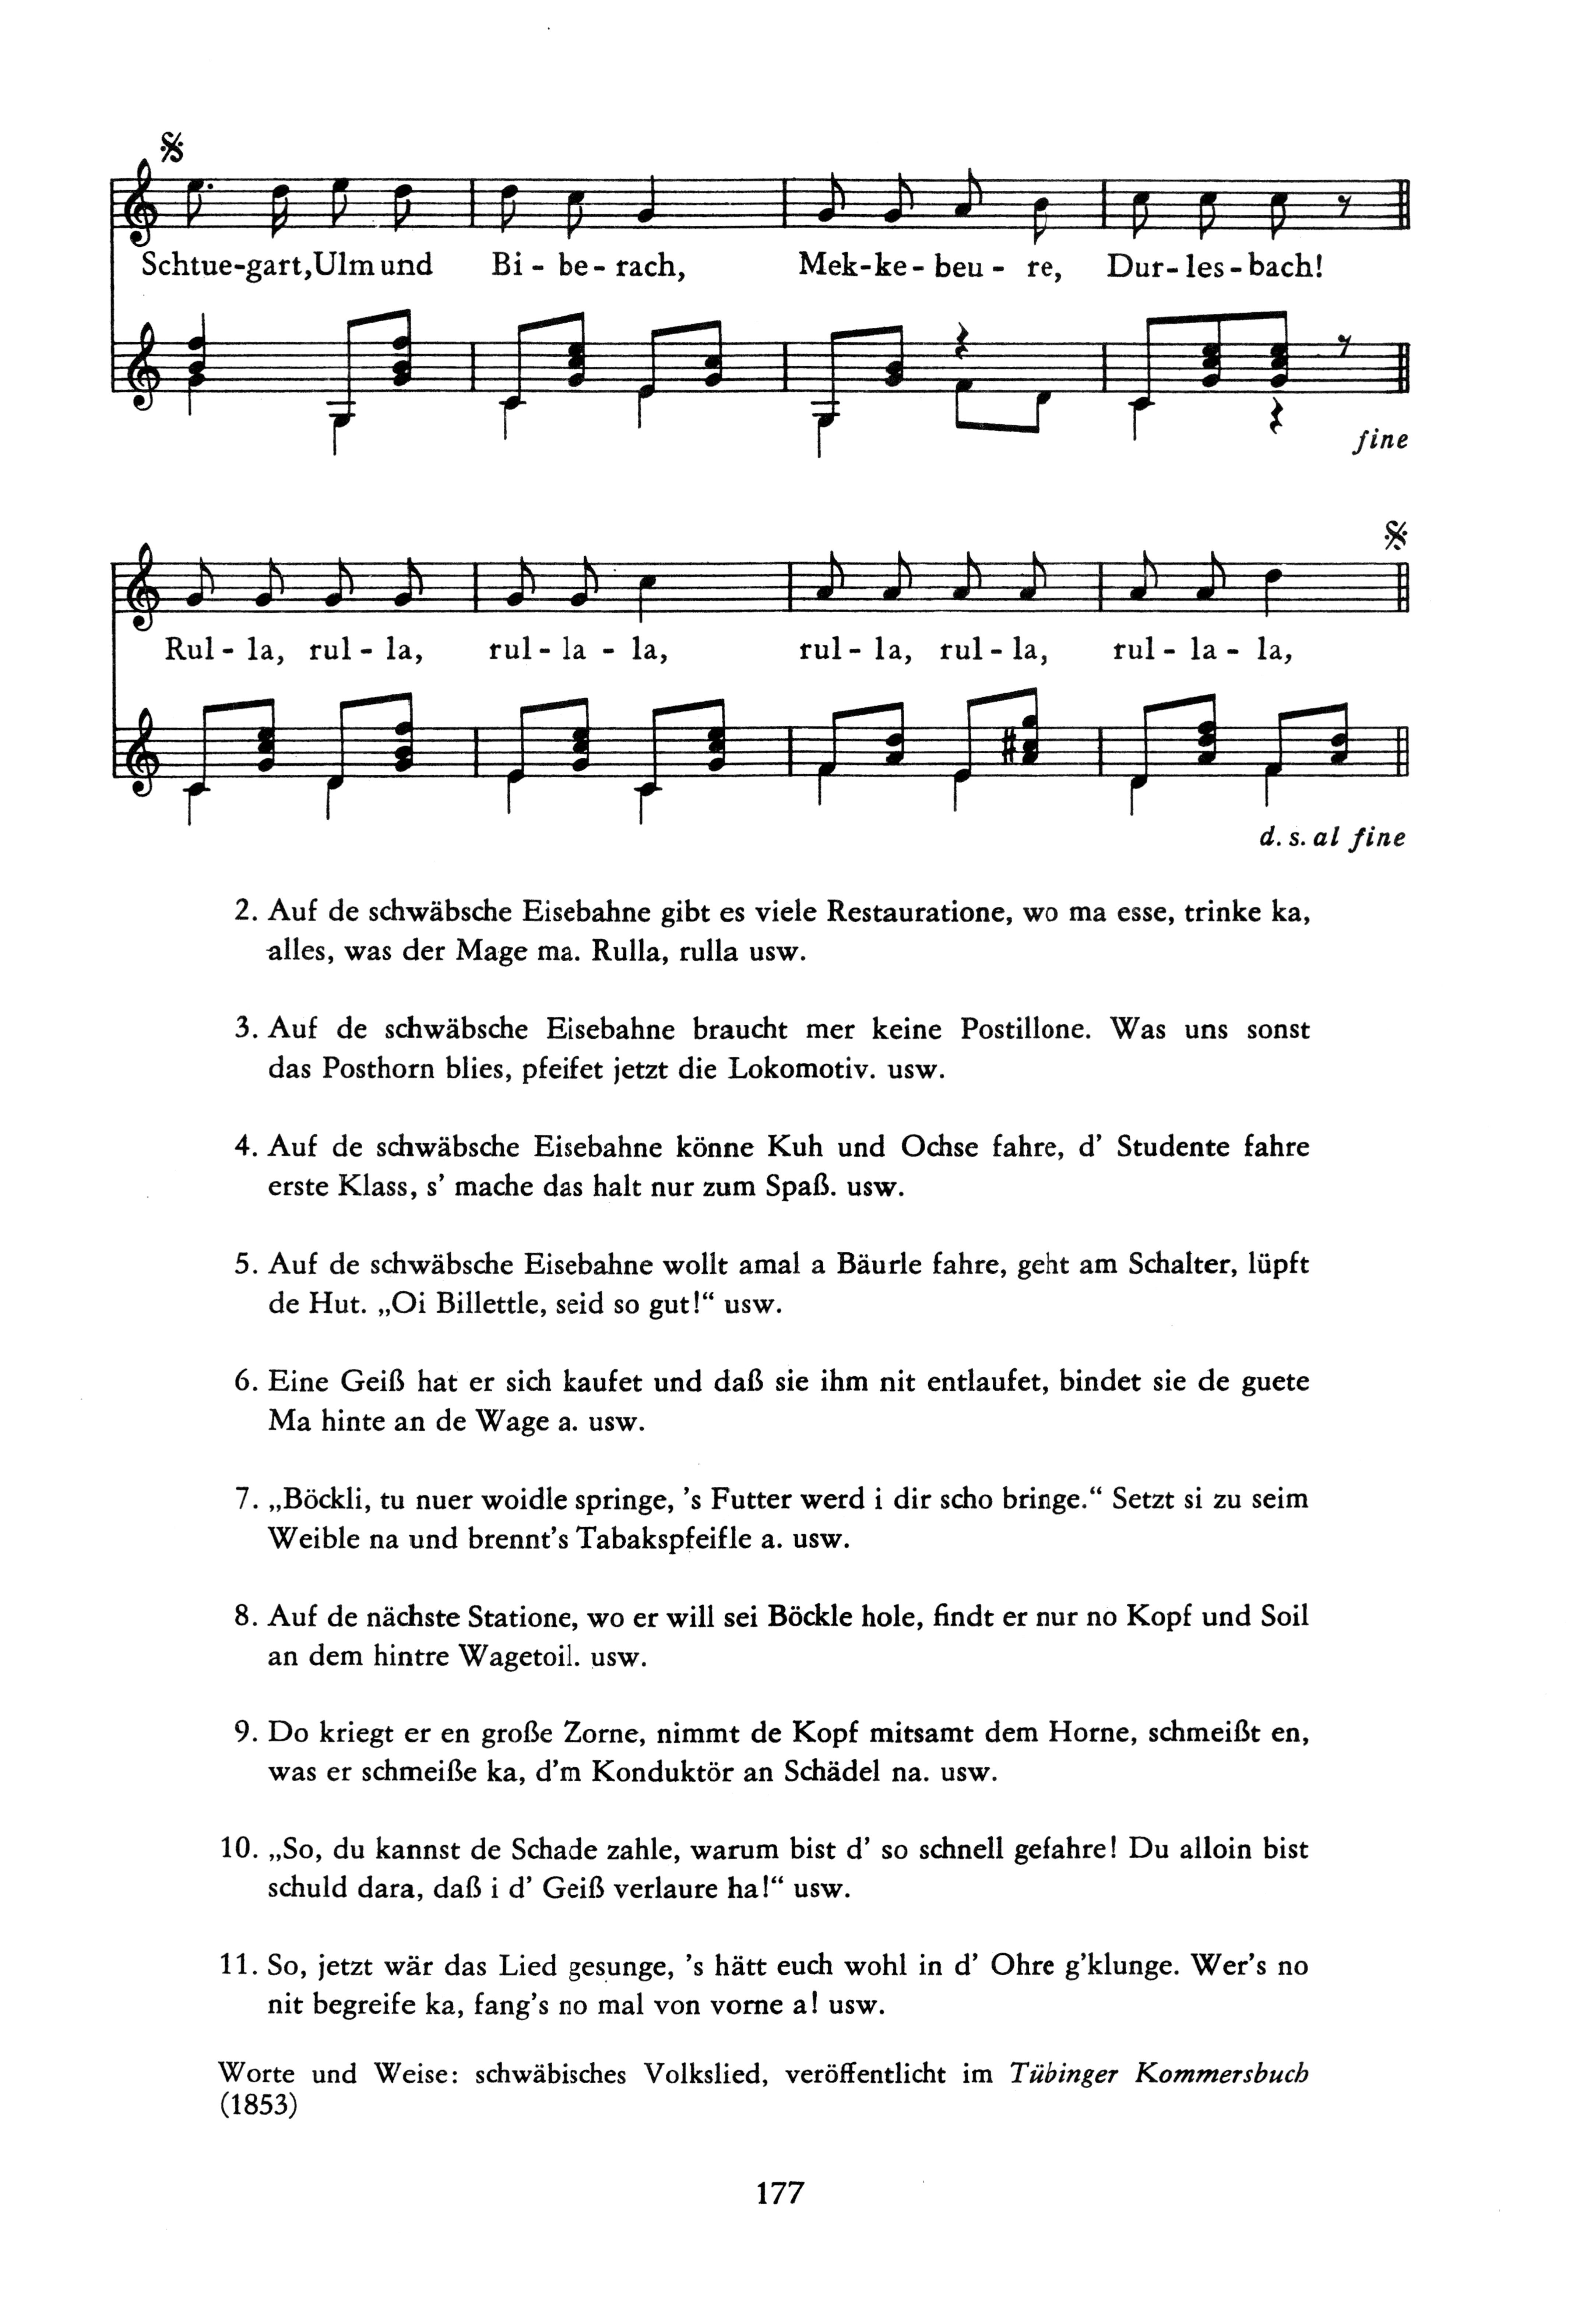 Schtue-gart, Ulm und Bi - be - rach, Mek-ke - beu - re, Dur - les - bach!
fine
Rul - la, rul - la, rul - la - la, rul - la, rul - la, rul - la - la,
d. s. al fine
2. Auf de schwäbsche Eisebahne gibt es viele Restauratione, wo ma esse, trinke ka,
alles, was der Mage ma. Rulla, rulla usw.
3. Auf de schwäbsche Eisebahne braucht mer keine Postillone. Was uns sonst
das Posthorn blies, pfeifet jetzt die Lokomotiv. usw.
4. Auf de schwäbsche Eisebahne könne Kuh und Ochse fahre, d' Studente fahre
erste Klass, s' mache das halt nur zum Spaß. usw.
5. Auf de schwäbsche Eisebahne wollt amal a Bäurle fahre, geht am Schalter, lüpft
de Hut. „Oi Billettle, seid so gut!“ usw.
6. Eine Geiß hat er sich kaufet und daß sie ihm nit entlaufet, bindet sie de guete
Ma hinte an de Wage a. usw.
7. „Böckli, tu nuer woidle springe, 's Futter werd i dir scho bringe.“ Setzt si zu seim
Weible na und brennt's Tabakspfeifle a. usw.
8. Auf de nächste Statione, wo er will sei Böckle hole, findt er nur no Kopf und Soil
an dem hintre Wagetoil. usw.
9. Do kriegt er en große Zorne, nimmt de Kopf mitsamt dem Horne, schmeißt en,
was er schmeiße ka, d'm Konduktör an Schädel na. usw.
10. „So, du kannst de Schade zahle, warum bist d' so schnell gefahre! Du alloin bist
schuld dara, daß i d' Geiß verlaure ha!“ usw.
11. So, jetzt wär das Lied gesunge, 's hätt euch wohl in d' Ohre g'klunge. Wer's no
nit begreife ka, fang's no mal von vorne a! usw.
Worte und Weise: schwäbisches Volkslied, veröffentlicht im Tübinger Kommersbuch
(1853)
177